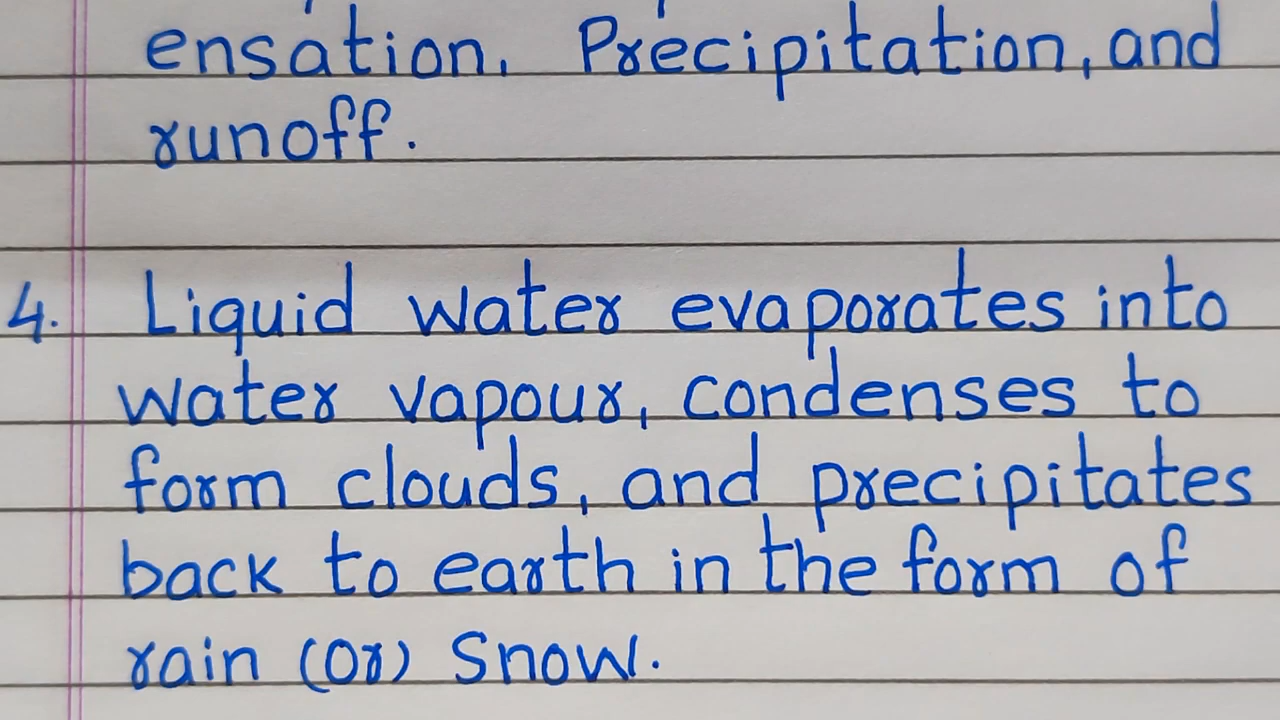 ensation, Precipitation, and
runoff.
4. Liquid water evaporates into
water vapour, condenses to
form clouds, and precipitates
back to earth in the form of
rain (Or) Snow.